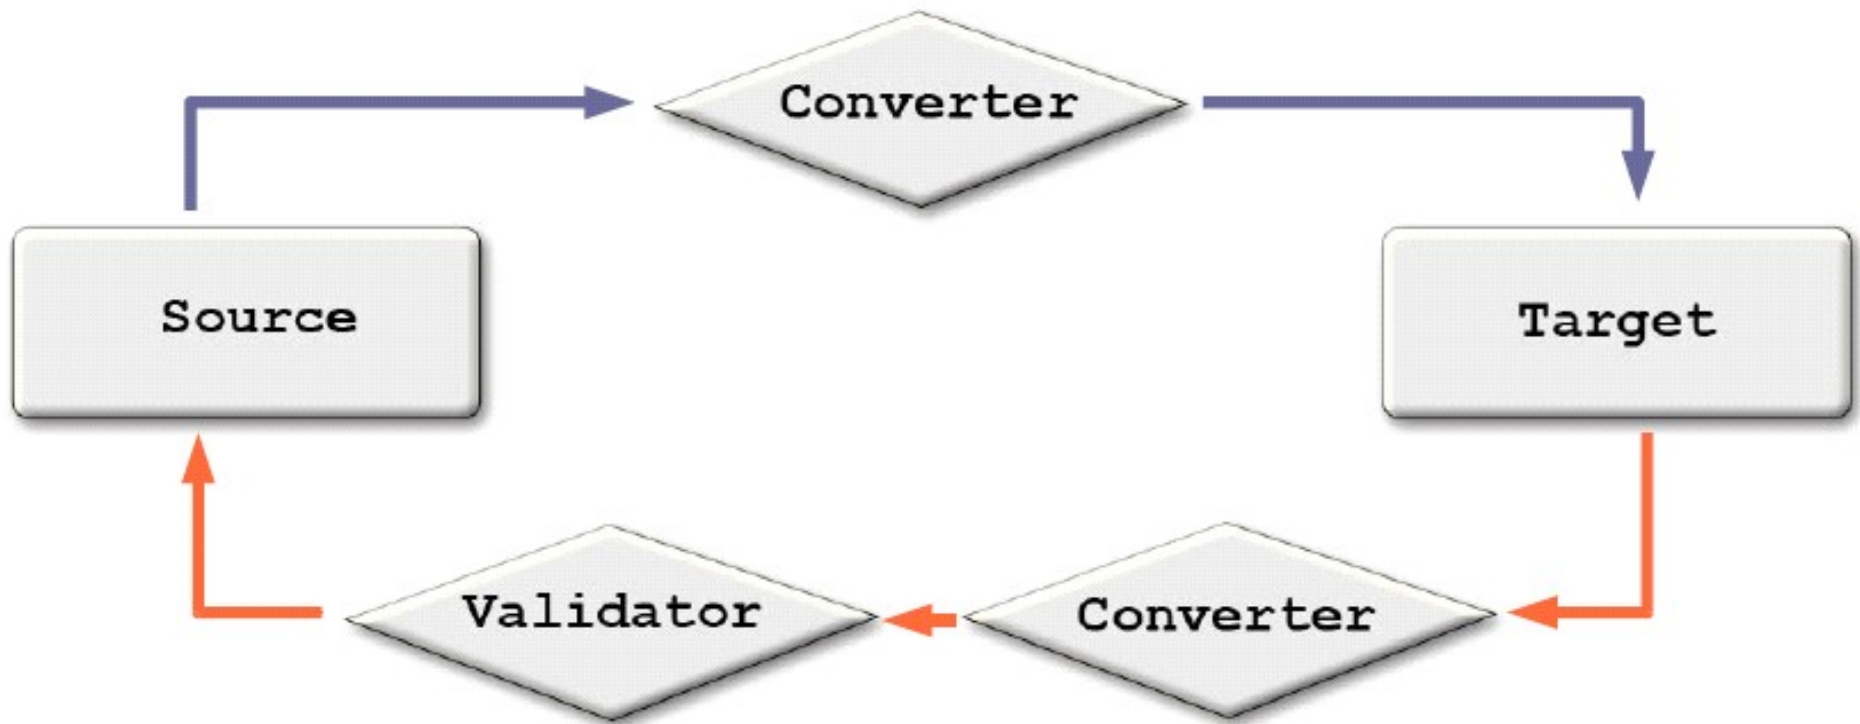 Converter
Source
Target
Validator
Converter